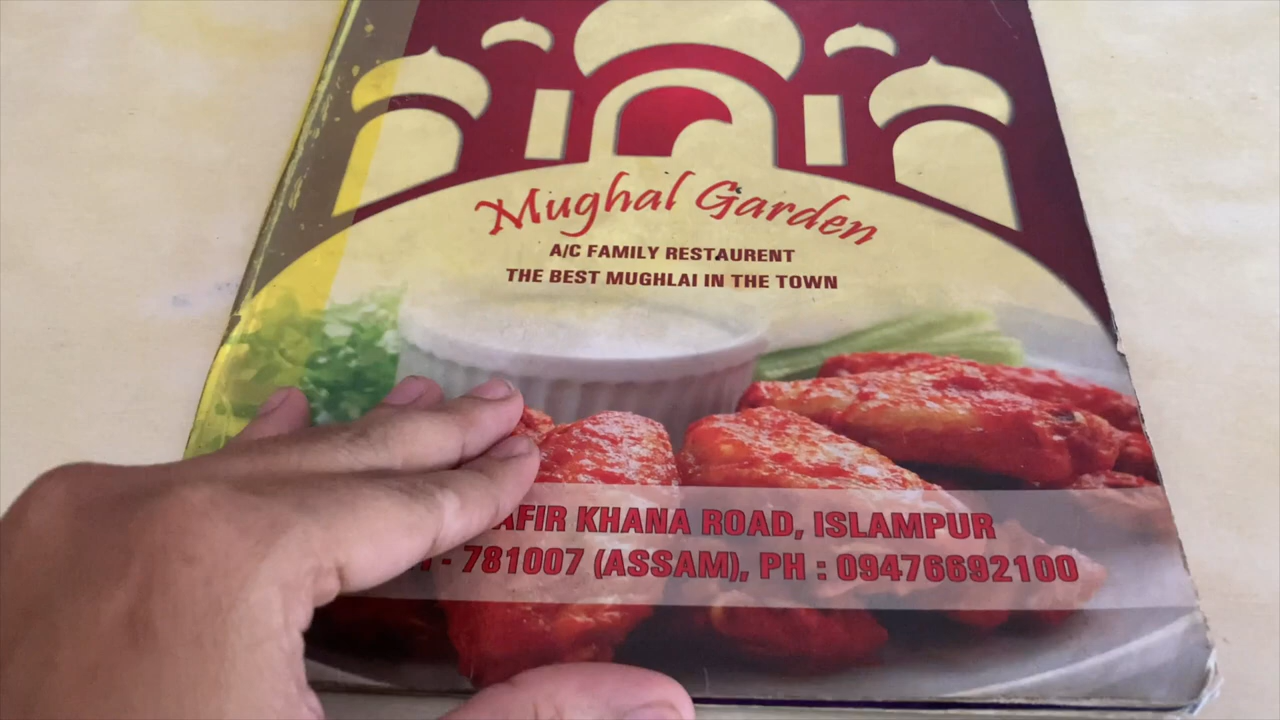 Mughal Garden
A/C FAMILY RESTAURENT
THE BEST MUGHLAI IN THE TOWN
KHANA ROAD, ISLAMPUR
- 781007 (ASSAM), PH : 09476692100